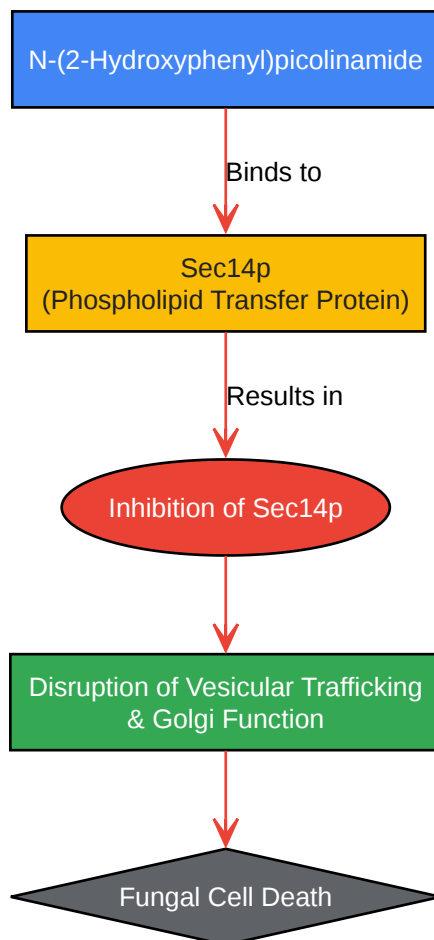 N-(2-Hydroxyphenyl)picolinamide
Binds to
Sec14p
(Phospholipid Transfer Protein)
Results in
Inhibition of Sec14p
Disruption of Vesicular Trafficking
& Golgi Function
Fungal Cell Death